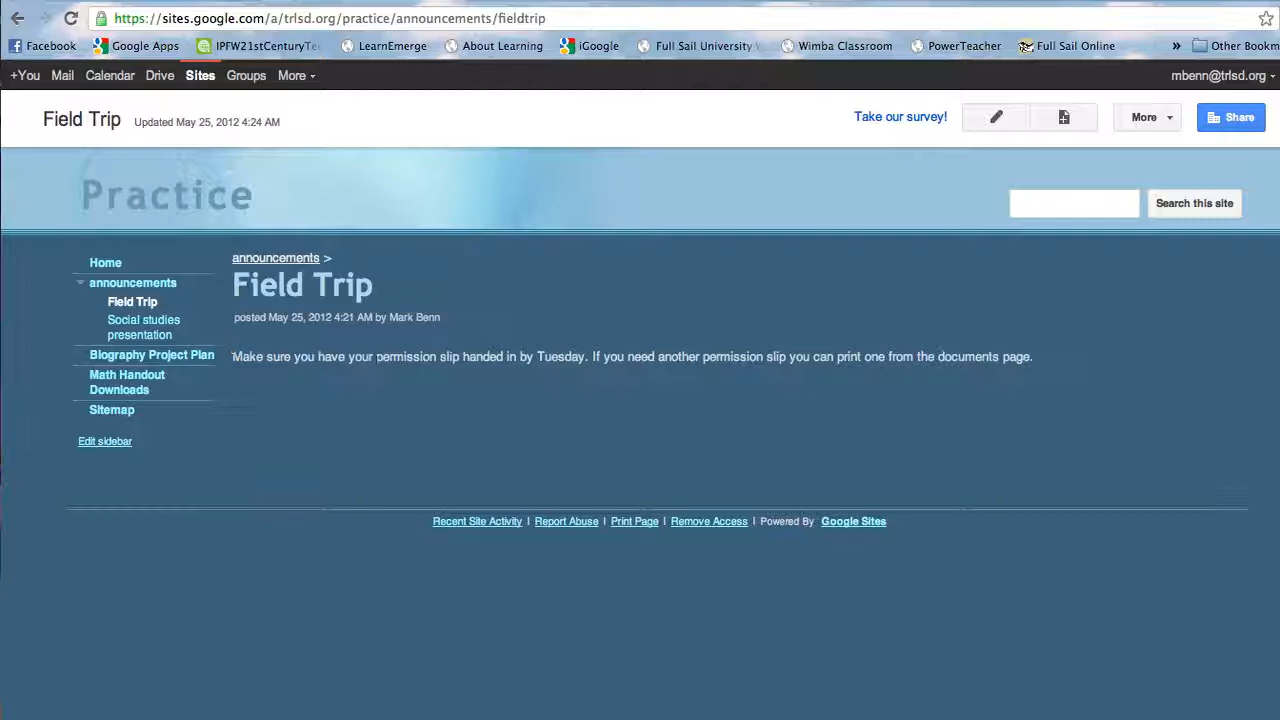 https://sites.google.com/a/trlsd.org/practice/announcements/fieldtrip
Facebook Google Apps IPFW21stCenturyTe LearnEmerge About Learning iGoogle Full Sail University Wimba Classroom PowerTeacher Full Sail Online » Other Bookm
+You Mail Calendar Drive Sites Groups More mbenn@trlsd.org
Field Trip Updated May 25, 2012 4:24 AM Take our survey! More Share
Practice
Search this site
Home
announcements
Field Trip
Social studies
presentation
Biography Project Plan
Math Handout
Downloads
Sitemap
Edit sidebar
announcements >
Field Trip
posted May 25, 2012 4:21 AM by Mark Benn
Make sure you have your permission slip handed in by Tuesday. If you need another permission slip you can print one from the documents page.
Recent Site Activity | Report Abuse | Print Page | Remove Access | Powered By Google Sites